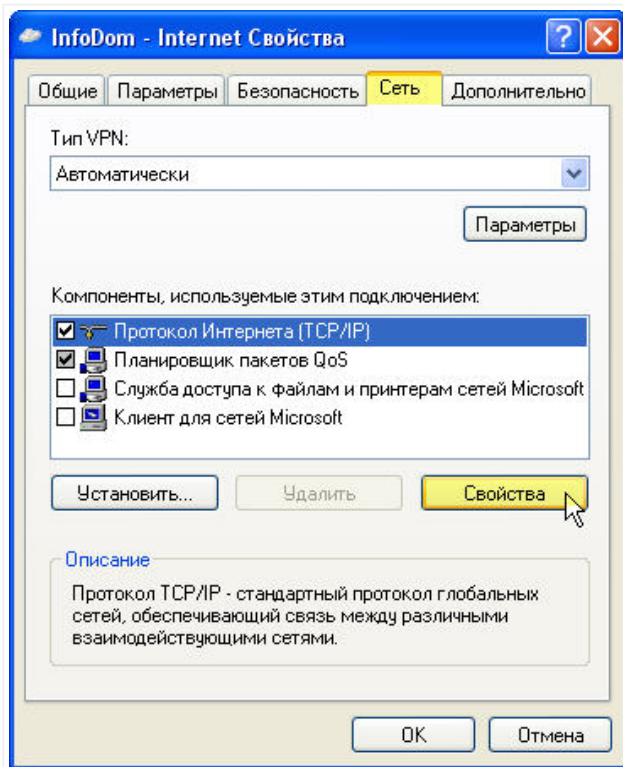 InfoDom - Internet Свойства
Общие Параметры Безопасность Сеть Дополнительно
Тип VPN:
Автоматически
Параметры
Компоненты, используемые этим подключением:
Протокол Интернета (TCP/IP)
Планировщик пакетов QoS
Служба доступа к файлам и принтерам сетей Microsoft
Клиент для сетей Microsoft
Установить... Удалить Свойства
Описание
Протокол TCP/IP - стандартный протокол глобальных
сетей, обеспечивающий связь между различными
взаимодействующими сетями.
OK Отмена